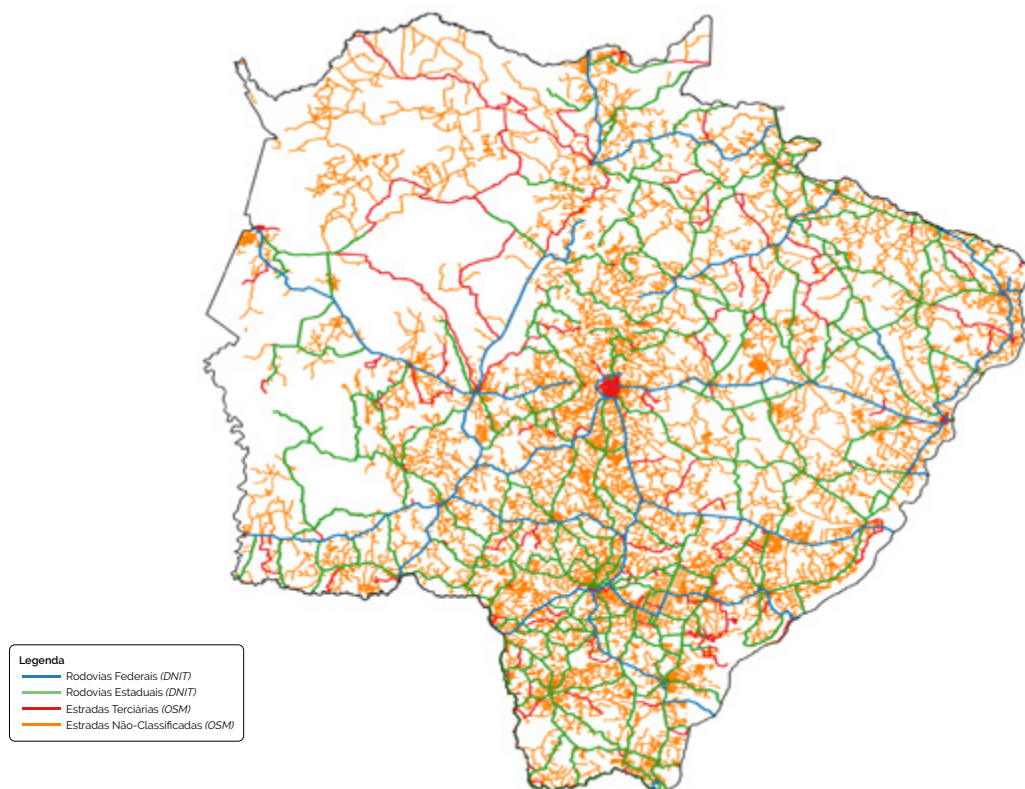 Legenda
Rodovias Federais (DNIT)
Rodovias Estaduais (DNIT)
Estradas Terciárias (OSM)
Estradas Não-Classificadas (OSM)